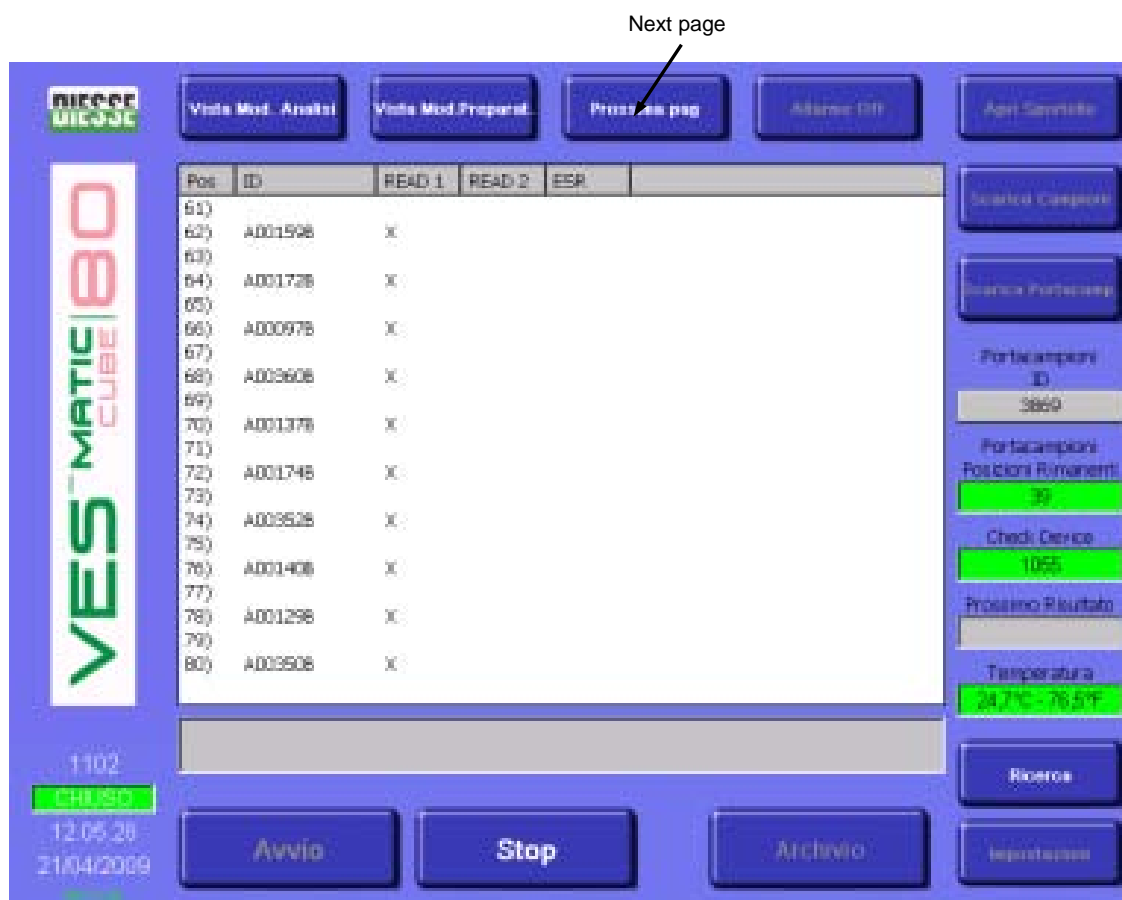 Next page
DIESSE
Vista Mod. Analisi
Vista Mod.Preparat.
Prossima pag
Allarme Off
Apri Sportello
VES MATIC CUBE 80
Pos ID READ 1 READ 2 ESR
61)
62) A001598 X
63)
64) A001728 X
65)
66) A000978 X
67)
68) A003608 X
69)
70) A001378 X
71)
72) A001748 X
73)
74) A003528 X
75)
76) A001408 X
77)
78) A001298 X
79)
80) A003508 X
Scarico Campioni
Scarica Portacamp.
Portacampioni
ID
3869
Portacampioni
Posizioni Rimanenti
39
Check Device
1055
Prossimo Risultato
Temperatura
24,7°C - 76,5°F
Ricerca
Impostazioni
1102
CHIUSO
12.05.28
21/04/2009
Avvio
Stop
Archivio